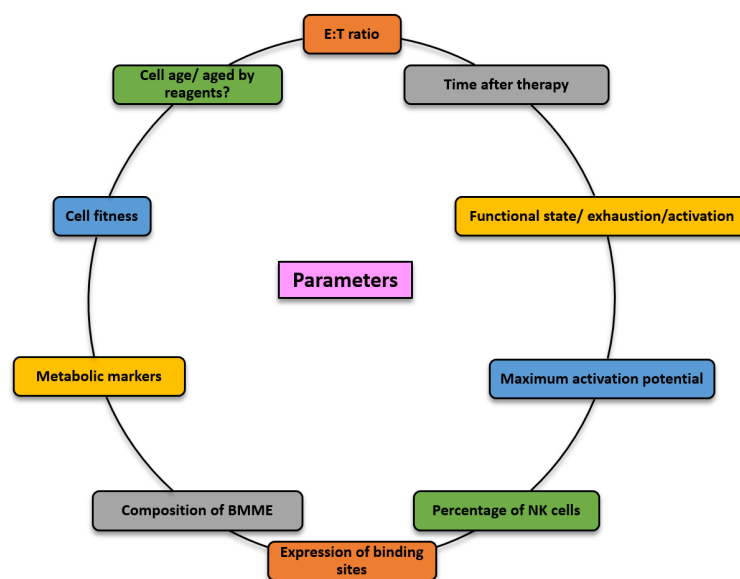 E:T ratio
Cell age/ aged by
reagents?
Time after therapy
Cell fitness
Functional state/ exhaustion/activation
Parameters
Metabolic markers
Maximum activation potential
Composition of BMME
Percentage of NK cells
Expression of binding
sites